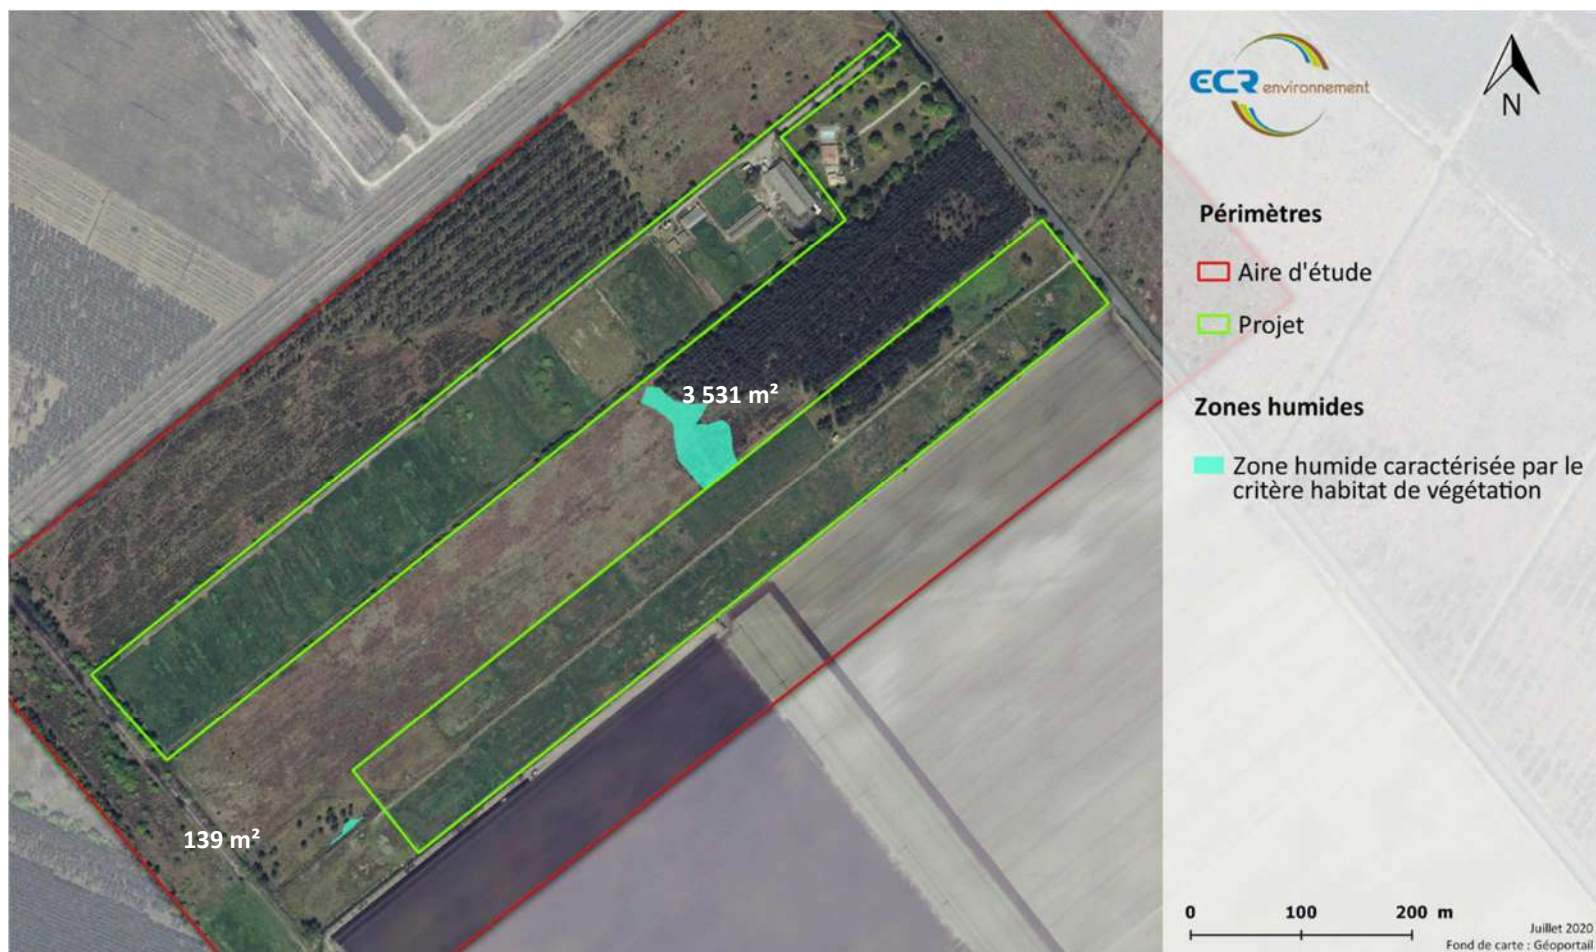 3 531 m²
139 m²
ECR environnement
N
Périmètres
Aire d'étude
Projet
Zones humides
Zone humide caractérisée par le
critère habitat de végétation
0 100 200 m
Juillet 2020
Fond de carte : Géoportail